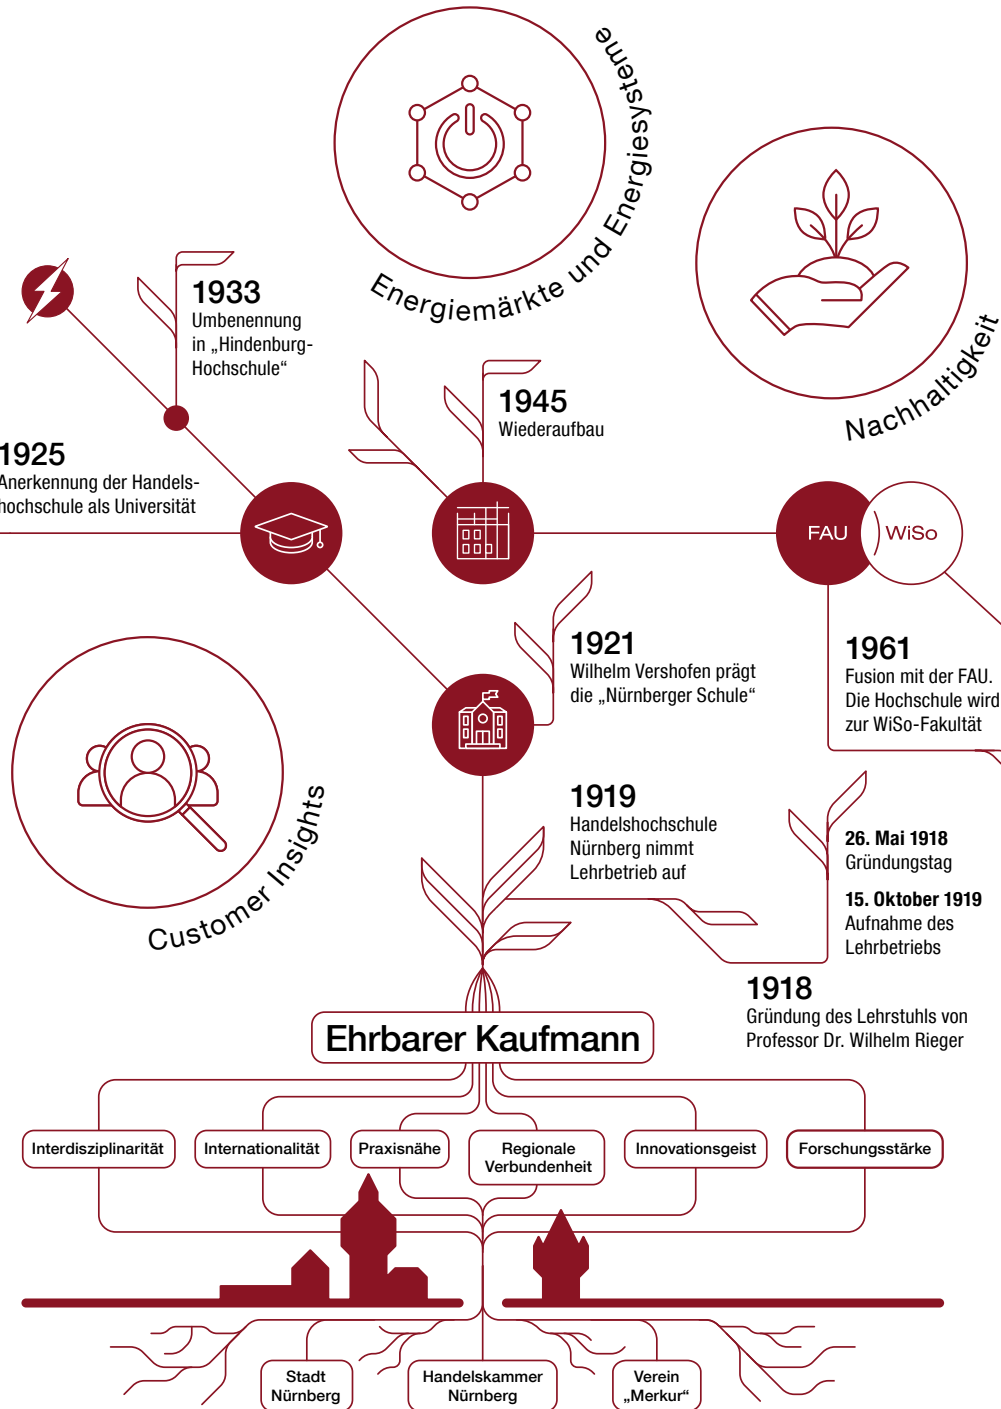 Energiemärkte und Energiesysteme
Nachhaltigkeit
1933
Umbenennung
in „Hindenburg-
Hochschule“
1945
Wiederaufbau
1925
Anerkennung der Handels-
hochschule als Universität
FAU
WiSo
1921
Wilhelm Vershofen prägt
die „Nürnberger Schule“
1961
Fusion mit der FAU.
Die Hochschule wird
zur WiSo-Fakultät
Customer Insights
1919
Handelshochschule
Nürnberg nimmt
Lehrbetrieb auf
26. Mai 1918
Gründungstag
15. Oktober 1919
Aufnahme des
Lehrbetriebs
1918
Gründung des Lehrstuhls von
Professor Dr. Wilhelm Rieger
Ehrbarer Kaufmann
Interdisziplinarität
Internationalität
Praxisnähe
Regionale
Verbundenheit
Innovationsgeist
Forschungsstärke
Stadt
Nürnberg
Handelskammer
Nürnberg
Verein
„Merkur“